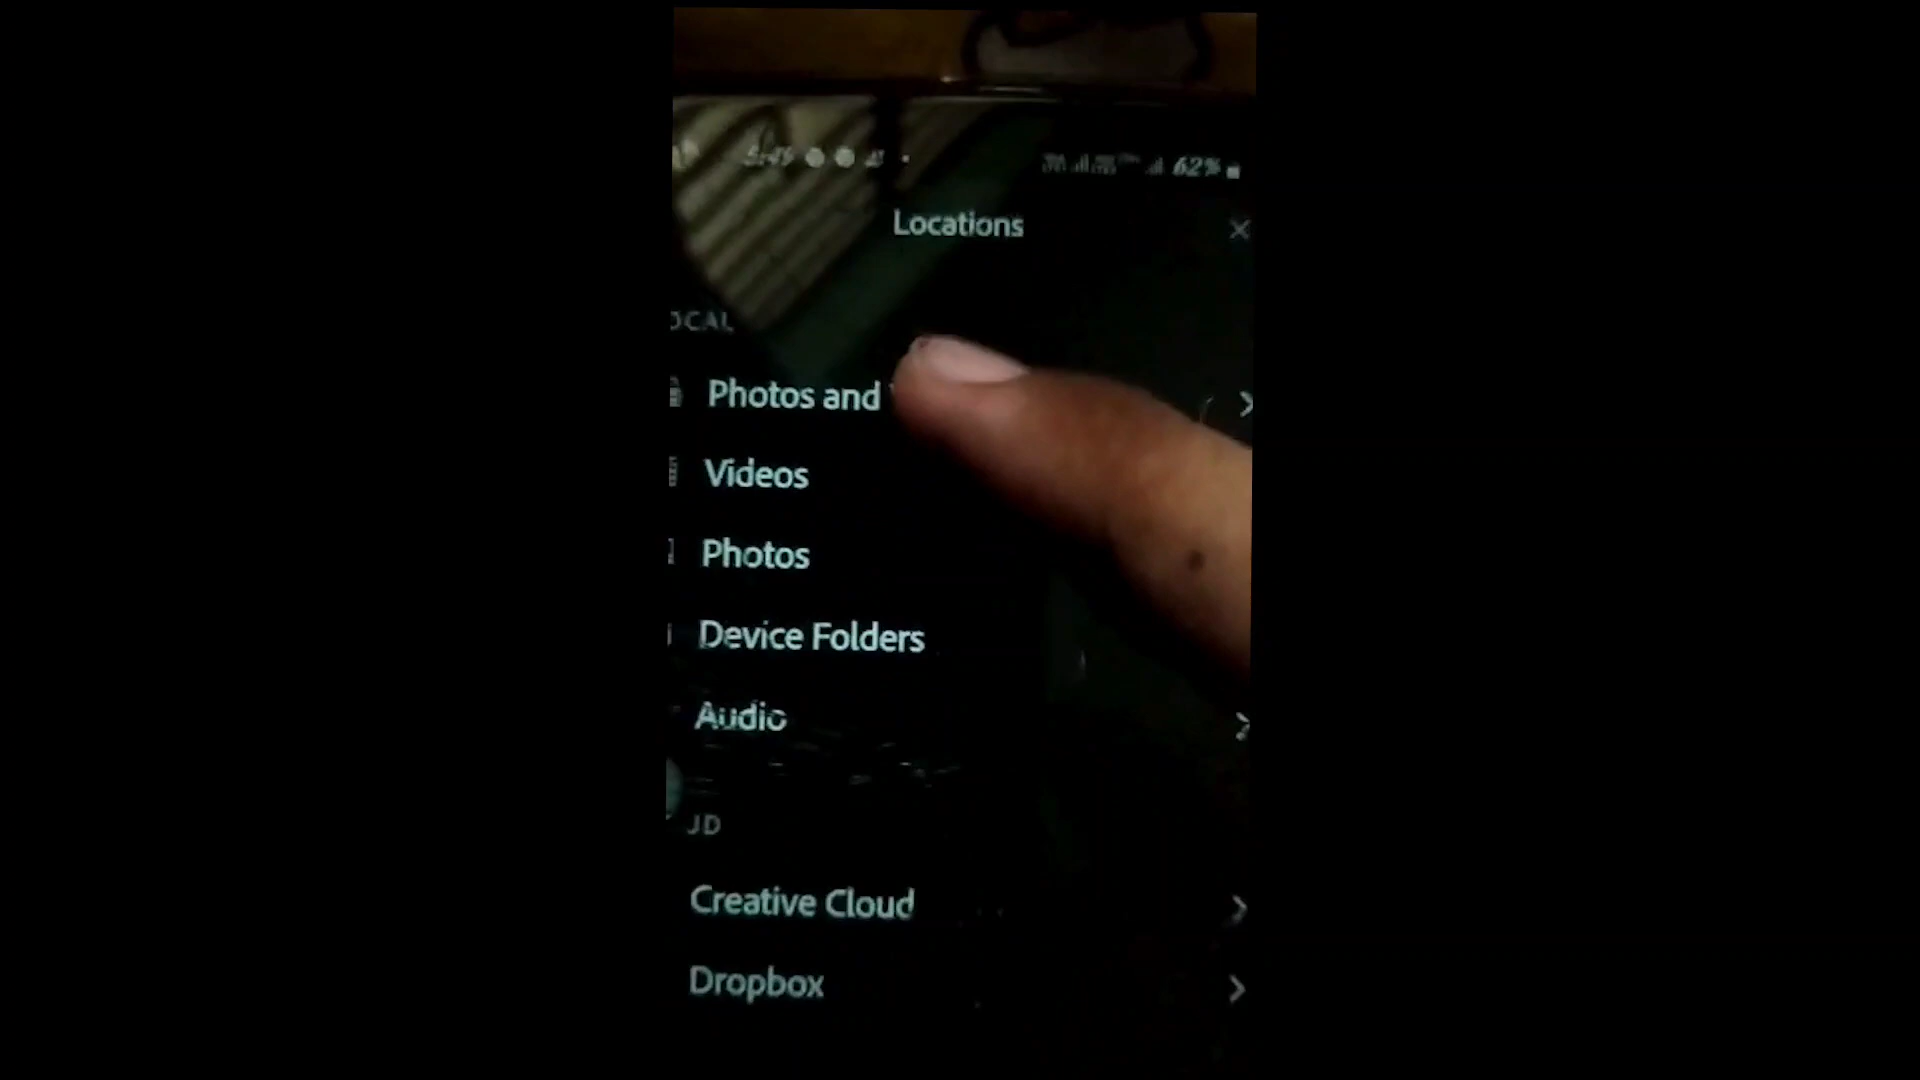 62%
Locations
OCAL
Photos and
Videos
Photos
Device Folders
Audio
UD
Creative Cloud
Dropbox